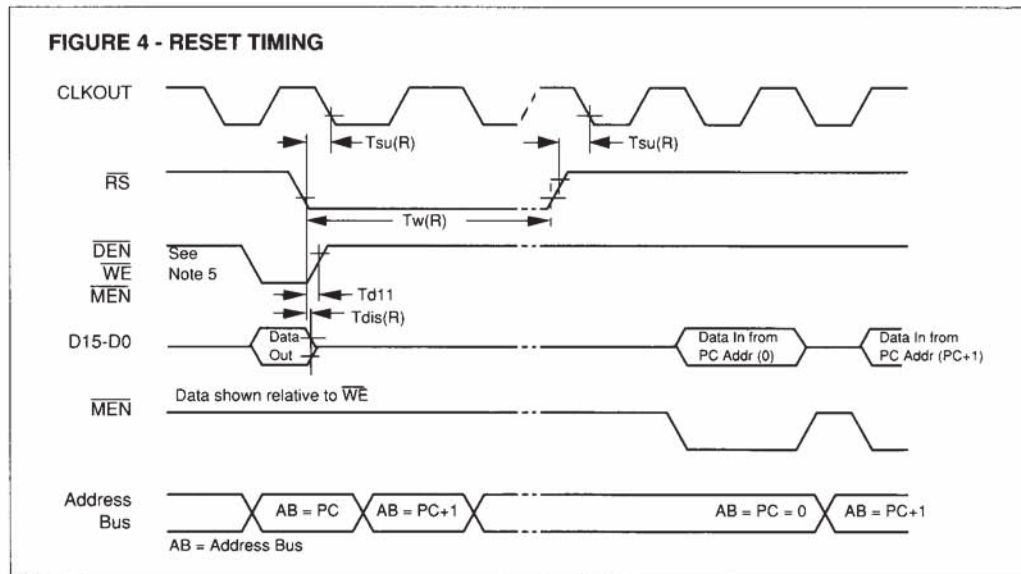 FIGURE 4 - RESET TIMING
CLKOUT
Tsu(R)
Tsu(R)
RS
Tw(R)
DEN
WE
MEN
See
Note 5
Td11
Tdis(R)
D15-D0
Data
Out
Data In from
PC Addr (0)
Data In from
PC Addr (PC+1)
Data shown relative to WE
MEN
Address
Bus
AB = PC
AB = PC+1
AB = PC = 0
AB = PC+1
AB = Address Bus